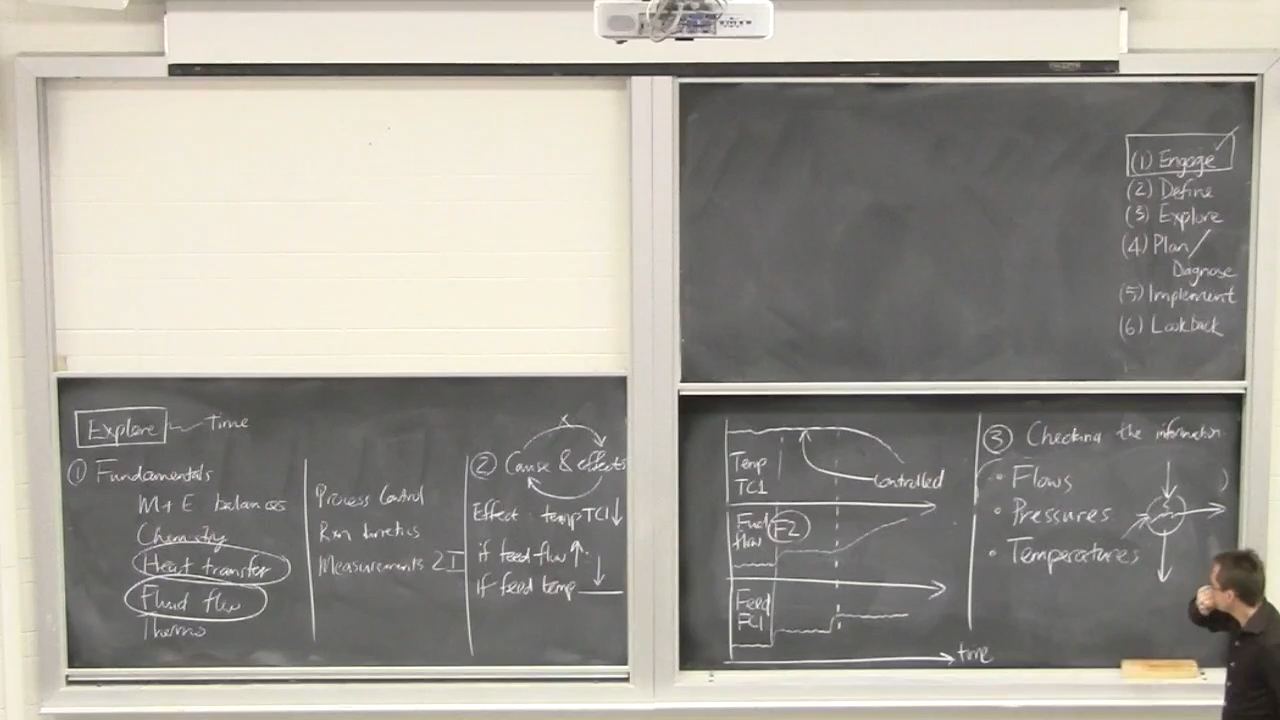 Explore Time
① Fundamentals
M+E balances
Chemistry
Heat transfer
Fluid flow
Thermo
Process Control
Rxn kinetics
Measurements
② Cause & effects
Effect: temp TC1↓
if feed flow ↑
if feed temp ↓
Temp
TC1
Controlled
Fuel
flow
F2
Feed
FC1
time
③ Checking the information
• Flows
• Pressures
• Temperatures
(1) Engage
(2) Define
(3) Explore
(4) Plan/
Diagnose
(5) Implement
(6) Lookback